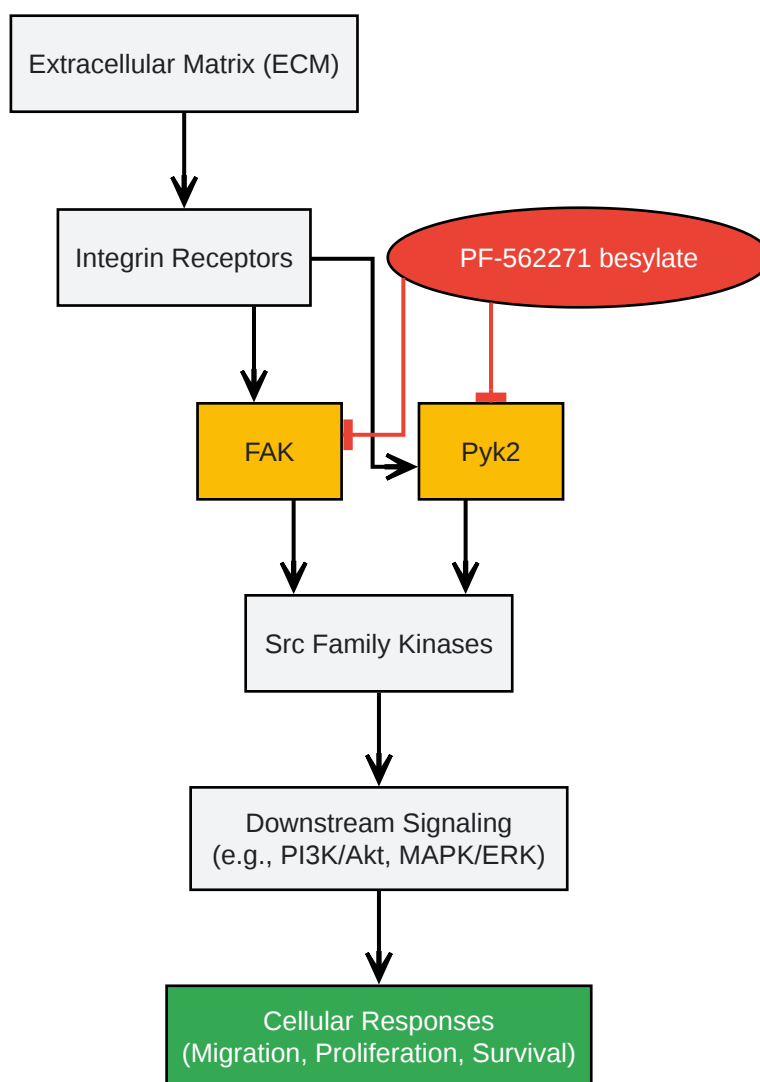 Extracellular Matrix (ECM)
Integrin Receptors
PF-562271 besylate
FAK
Pyk2
Src Family Kinases
Downstream Signaling
(e.g., PI3K/Akt, MAPK/ERK)
Cellular Responses
(Migration, Proliferation, Survival)